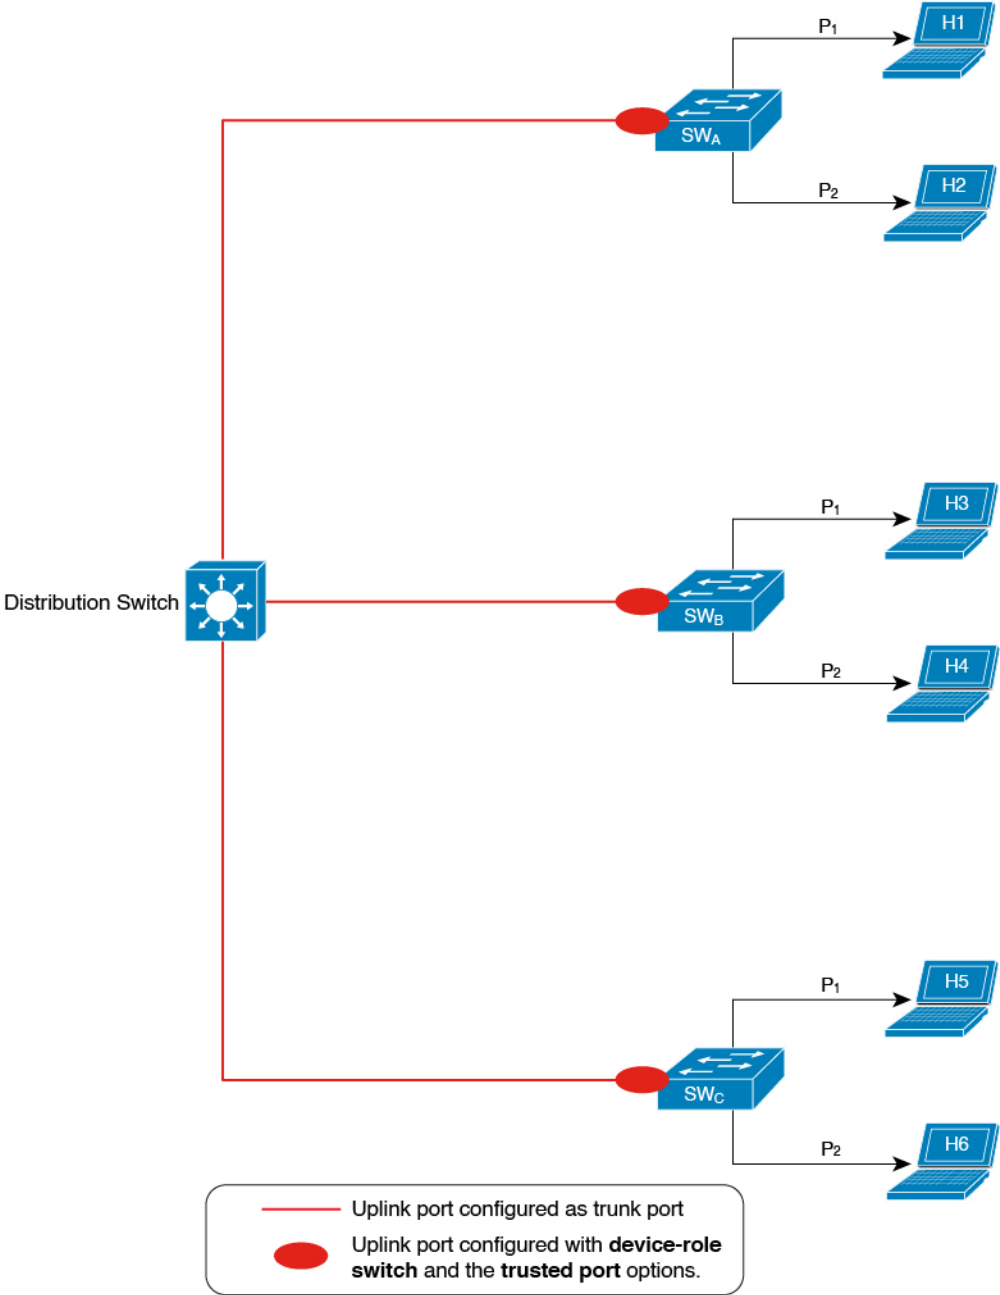 P1
H1
SWA
P2
H2
P1
H3
Distribution Switch
SWB
P2
H4
P1
H5
SWC
P2
H6
Uplink port configured as trunk port
Uplink port configured with device-role
switch and the trusted port options.